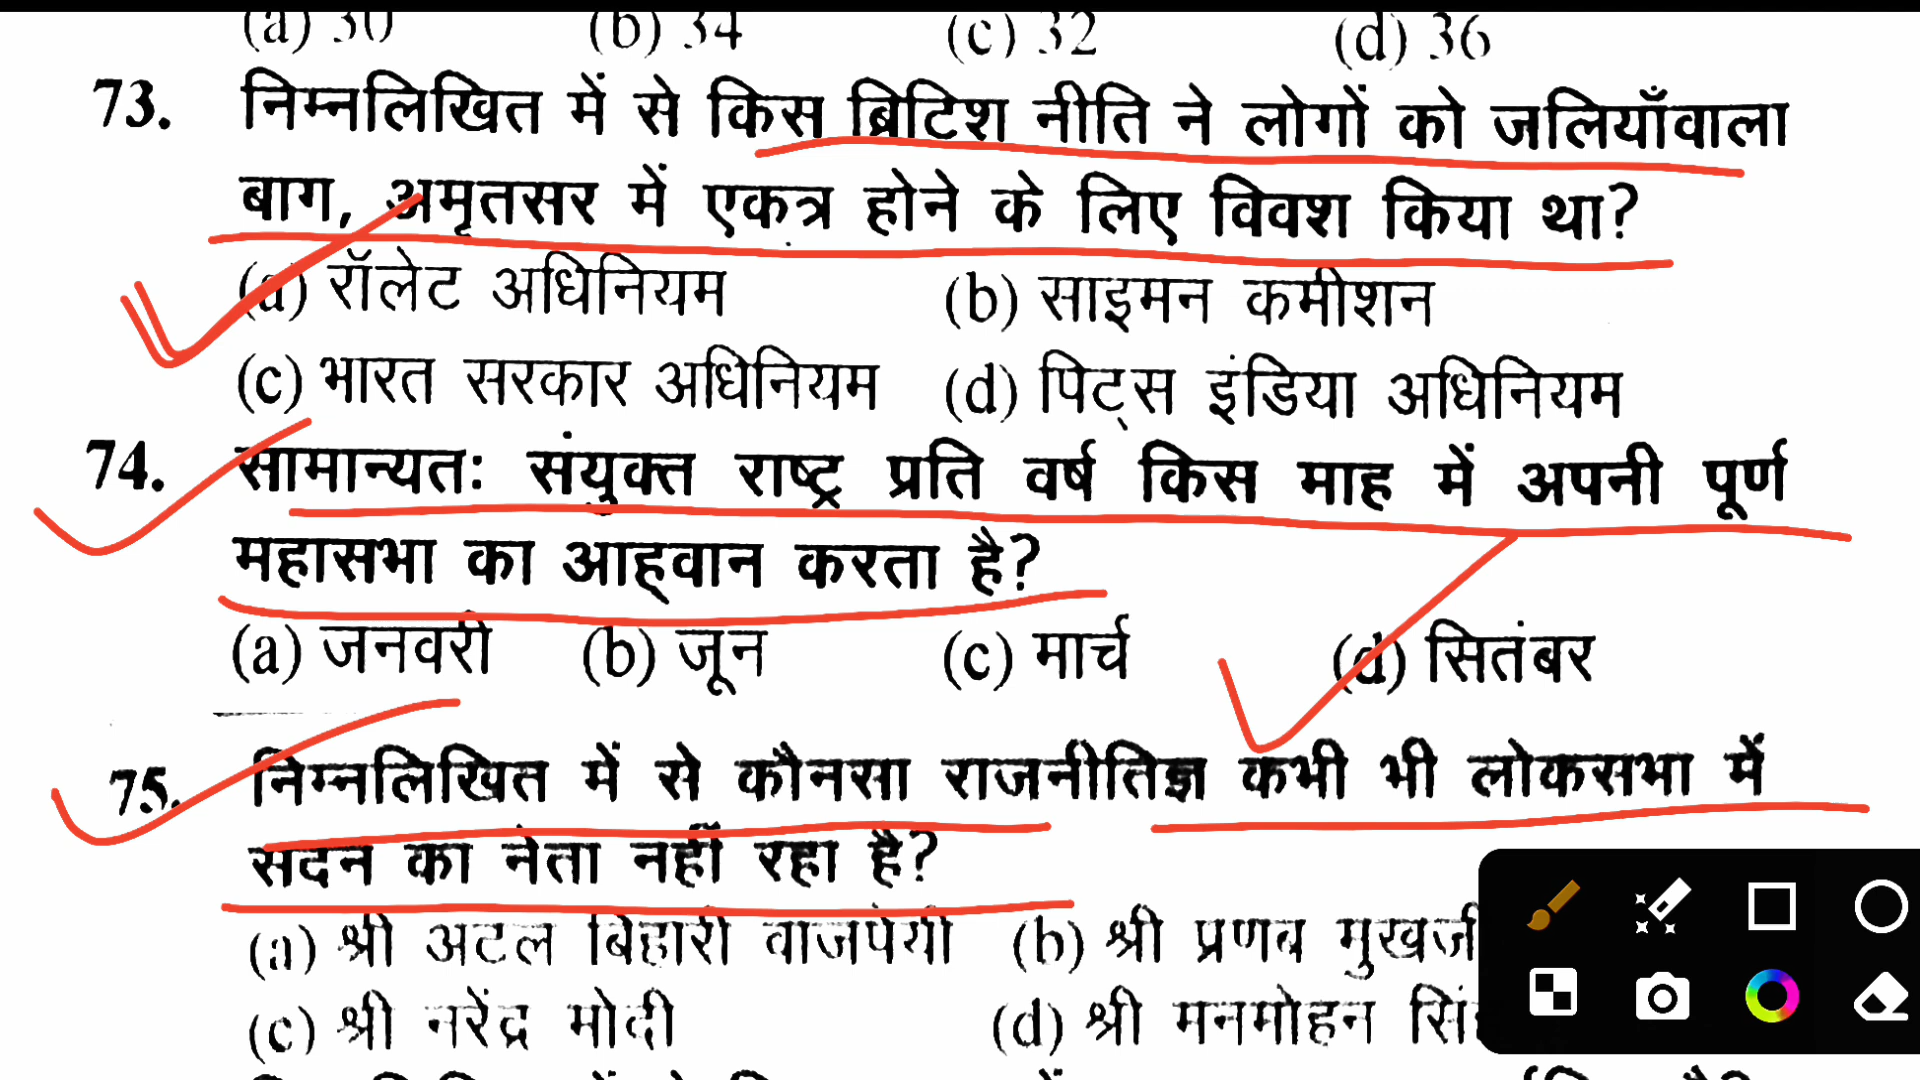 (a) 30 (b) 34 (c) 32 (d) 36
73. निम्नलिखित में से किस ब्रिटिश नीति ने लोगों को जलियाँवाला
बाग, अमृतसर में एकत्र होने के लिए विवश किया था?
(a) रॉलेट अधिनियम (b) साइमन कमीशन
(c) भारत सरकार अधिनियम (d) पिट्स इंडिया अधिनियम
74. सामान्यतः संयुक्त राष्ट्र प्रति वर्ष किस माह में अपनी पूर्ण
महासभा का आह्वान करता है?
(a) जनवरी (b) जून (c) मार्च (d) सितंबर
75. निम्नलिखित में से कौनसा राजनीतिज्ञ कभी भी लोकसभा में
सदन का नेता नहीं रहा है?
(a) श्री अटल बिहारी वाजपेयी (b) श्री प्रणब मुखर्जी
(c) श्री नरेंद्र मोदी (d) श्री मनमोहन